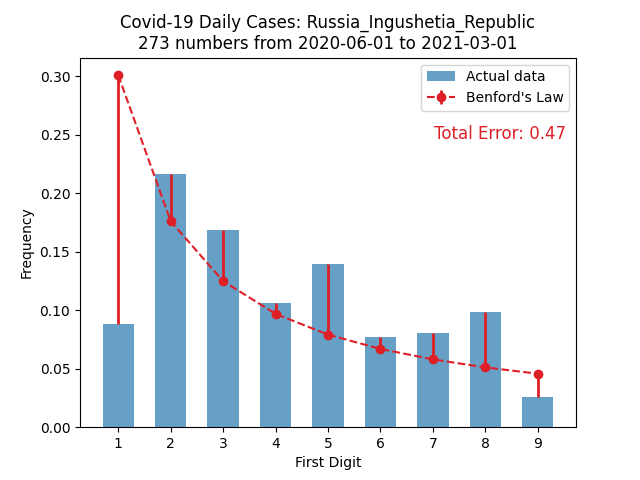 Covid-19 Daily Cases: Russia_Ingushetia_Republic
273 numbers from 2020-06-01 to 2021-03-01
Actual data
Benford's Law
Total Error: 0.47
Frequency
0.30
0.25
0.20
0.15
0.10
0.05
0.00
1 2 3 4 5 6 7 8 9
First Digit